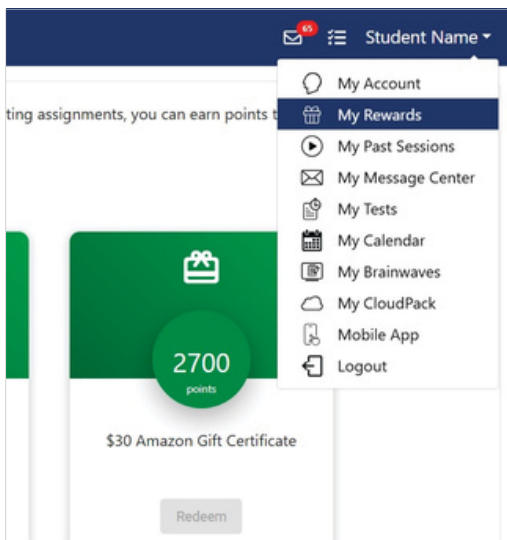 65
Student Name
My Account
ting assignments, you can earn points t
My Rewards
My Past Sessions
My Message Center
My Tests
My Calendar
My Brainwaves
My CloudPack
Mobile App
Logout
2700
points
$30 Amazon Gift Certificate
Redeem